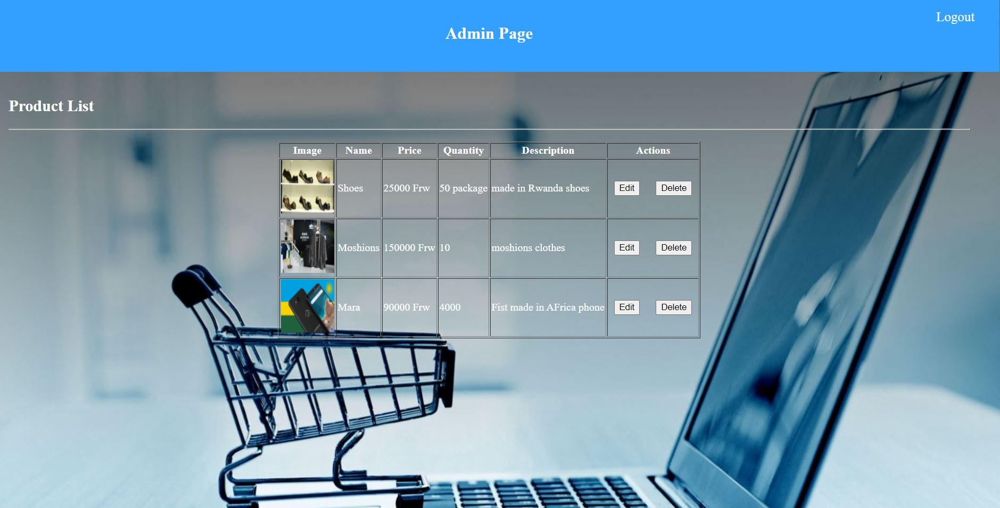 Logout
Admin Page
Product List
Image Name Price Quantity Description Actions
Shoes 25000 Frw 50 package made in Rwanda shoes Edit Delete
Moshions 150000 Frw 10 moshions clothes Edit Delete
Mara 90000 Frw 4000 Fist made in AFrica phone Edit Delete